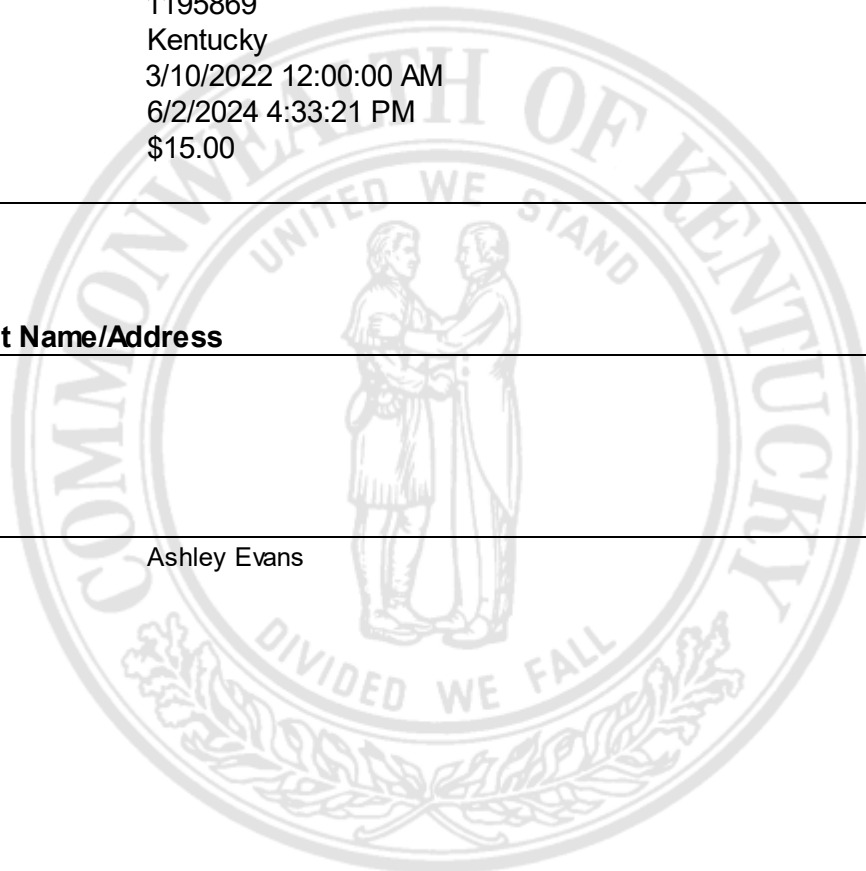 1195869
Kentucky
3/10/2022 12:00:00 AM
6/2/2024 4:33:21 PM
$15.00
t Name/Address
Ashley Evans
COMMONWEALTH OF KENTUCKY
UNITED WE STAND
DIVIDED WE FALL